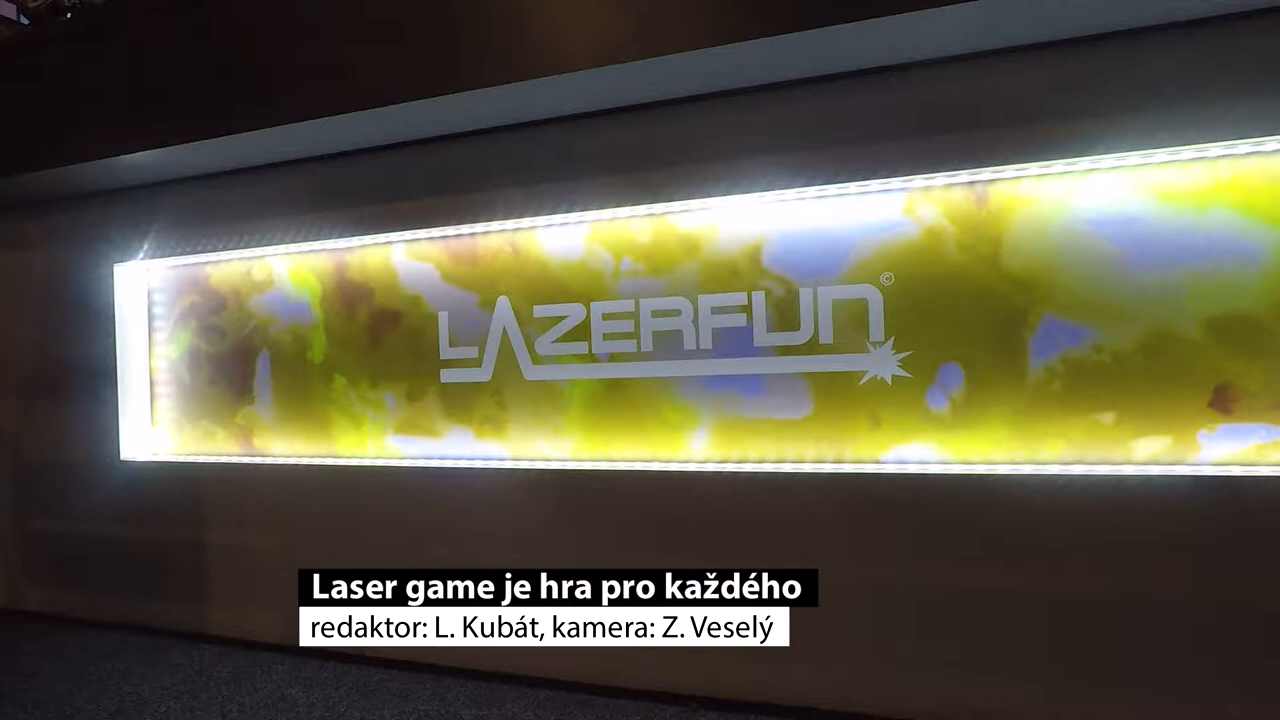 LAZERFUN©
Laser game je hra pro každého
redaktor: L. Kubát, kamera: Z. Veselý